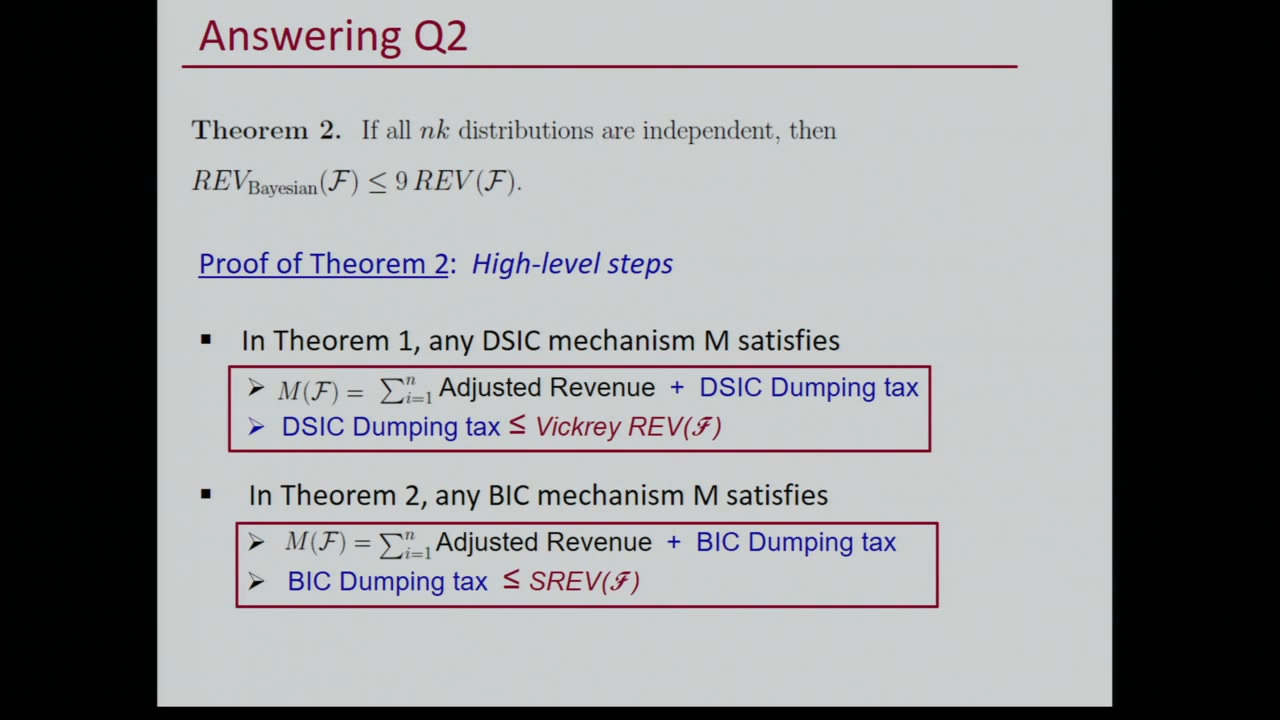 Answering Q2
Theorem 2. If all nk distributions are independent, then
REV_Bayesian(ℱ) ≤ 9 REV(ℱ).
Proof of Theorem 2: High-level steps
▪ In Theorem 1, any DSIC mechanism M satisfies
➢ M(ℱ) = ∑_{i=1}^{n} Adjusted Revenue + DSIC Dumping tax
➢ DSIC Dumping tax ≤ Vickrey REV(ℱ)
▪ In Theorem 2, any BIC mechanism M satisfies
➢ M(ℱ) = ∑_{i=1}^{n} Adjusted Revenue + BIC Dumping tax
➢ BIC Dumping tax ≤ SREV(ℱ)